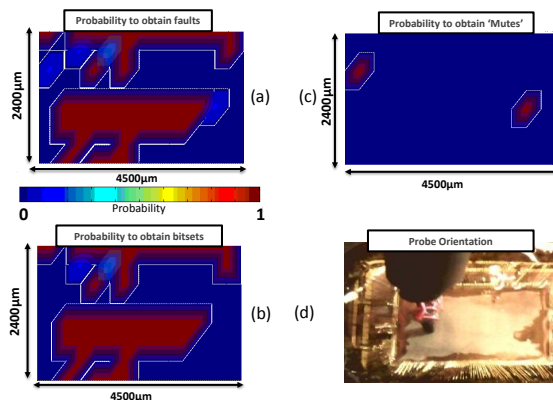 Probability to obtain faults
2400µm
4500µm
(a)
Probability to obtain 'Mutes'
2400µm
4500µm
(c)
0
Probability
1
Probability to obtain bitsets
2400µm
4500µm
(b)
Probe Orientation
(d)